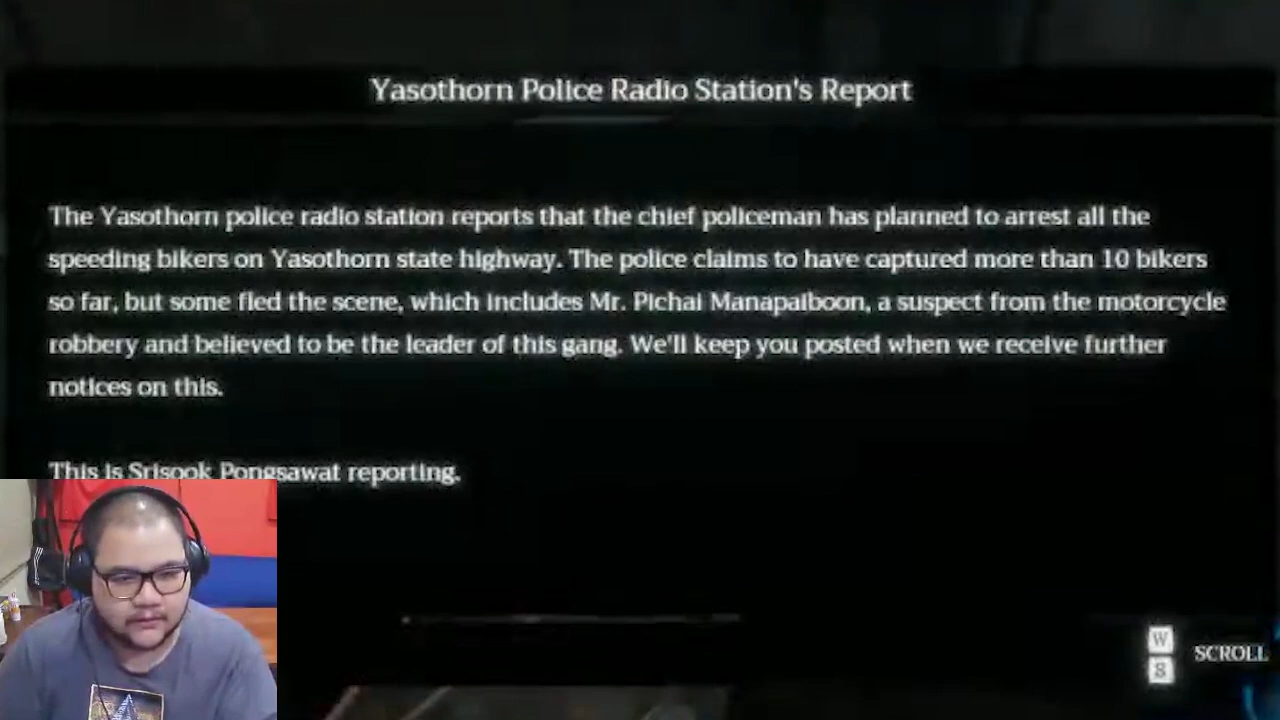 Yasothorn Police Radio Station's Report
The Yasothorn police radio station reports that the chief policeman has planned to arrest all the
speeding bikers on Yasothorn state highway. The police claims to have captured more than 10 bikers
so far, but some fled the scene, which includes Mr. Pichai Manapaiboon, a suspect from the motorcycle
robbery and believed to be the leader of this gang. We'll keep you posted when we receive further
notices on this.
This is Srisook Pongsawat reporting.
W
S
SCROLL